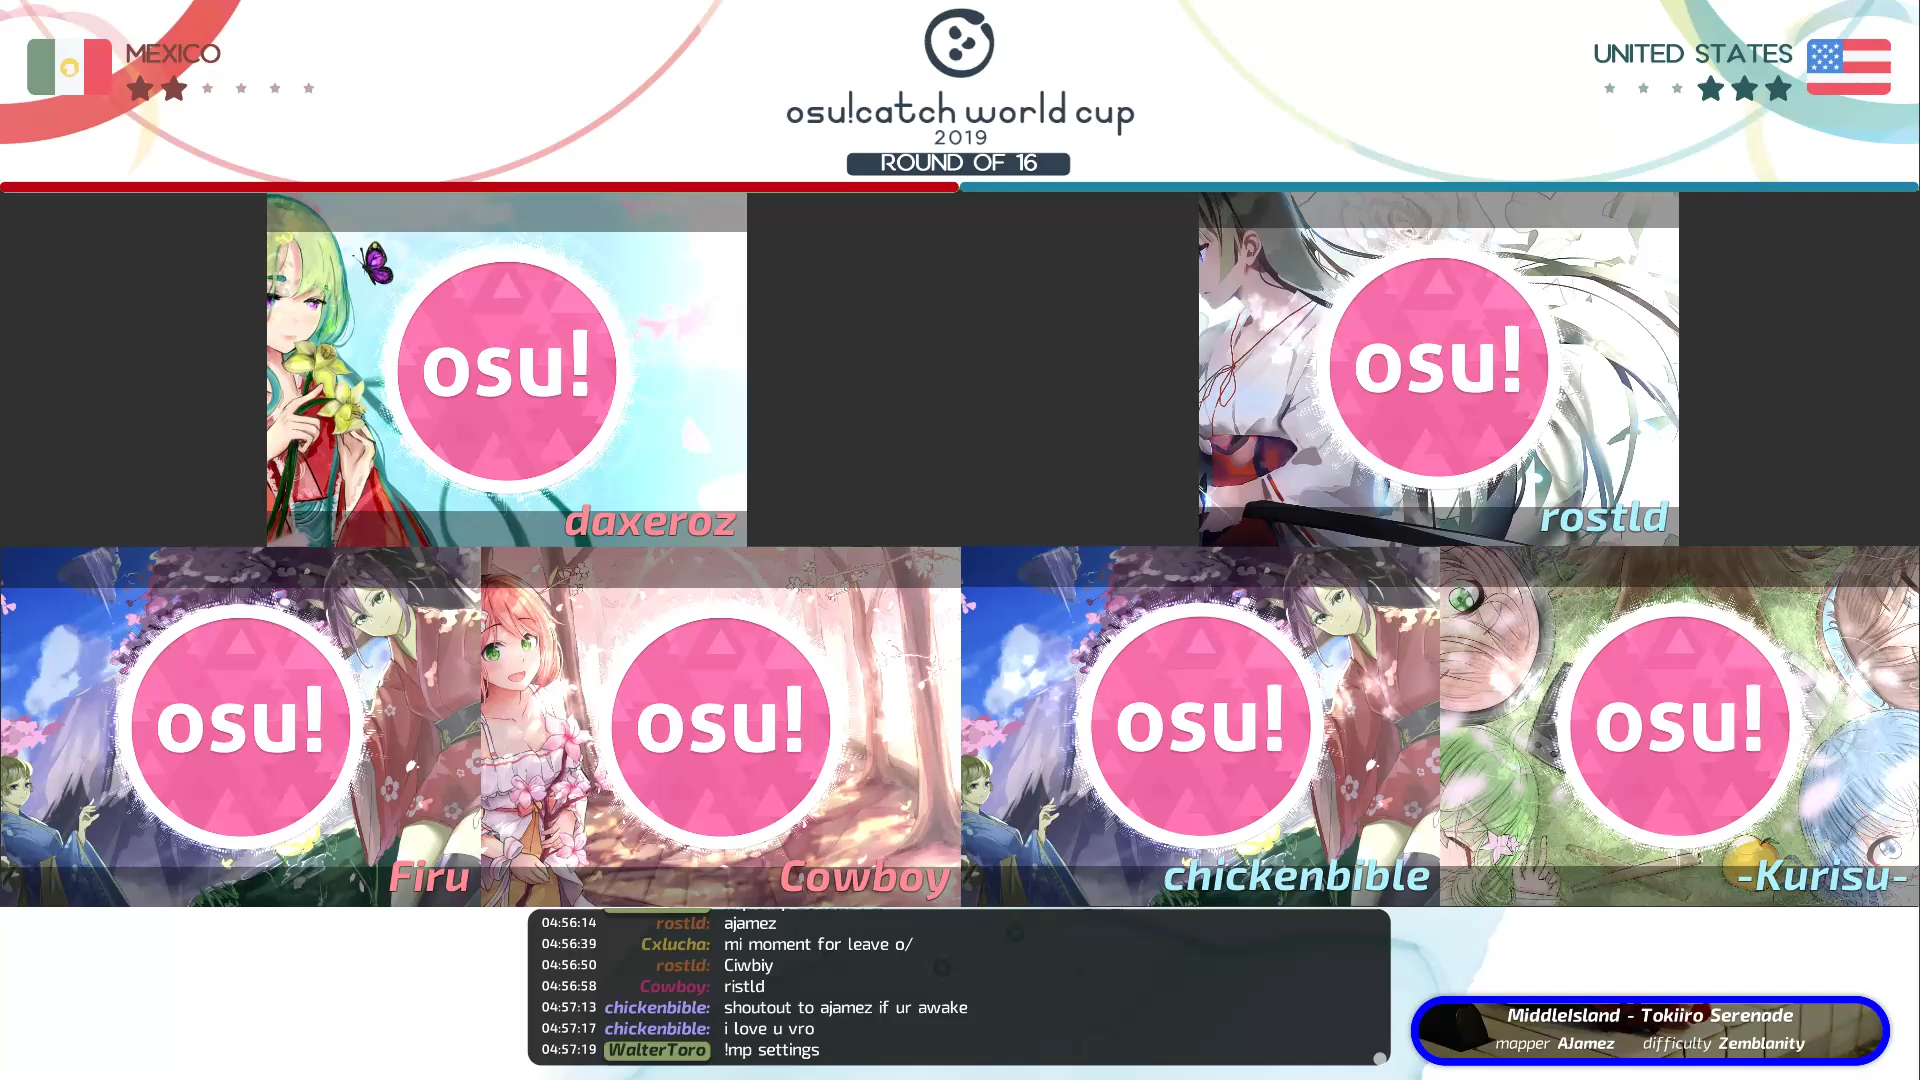 MEXICO
UNITED STATES
osu!catch world cup
2019
ROUND OF 16
osu!
daxeroz
osu!
rostld
osu!
Firu
osu!
Cowboy
osu!
chickenbible
osu!
-Kurisu-
04:56:14 rostld: ajamez
04:56:39 Cxlucha: mi moment for leave o/
04:56:50 rostld: Ciwbiy
04:56:58 Cowboy: ristld
04:57:13 chickenbible: shoutout to ajamez if ur awake
04:57:17 chickenbible: i love u vro
04:57:19 WalterToro !mp settings
MiddleIsland - Tokiiro Serenade
mapper AJamez difficulty Zemblanity